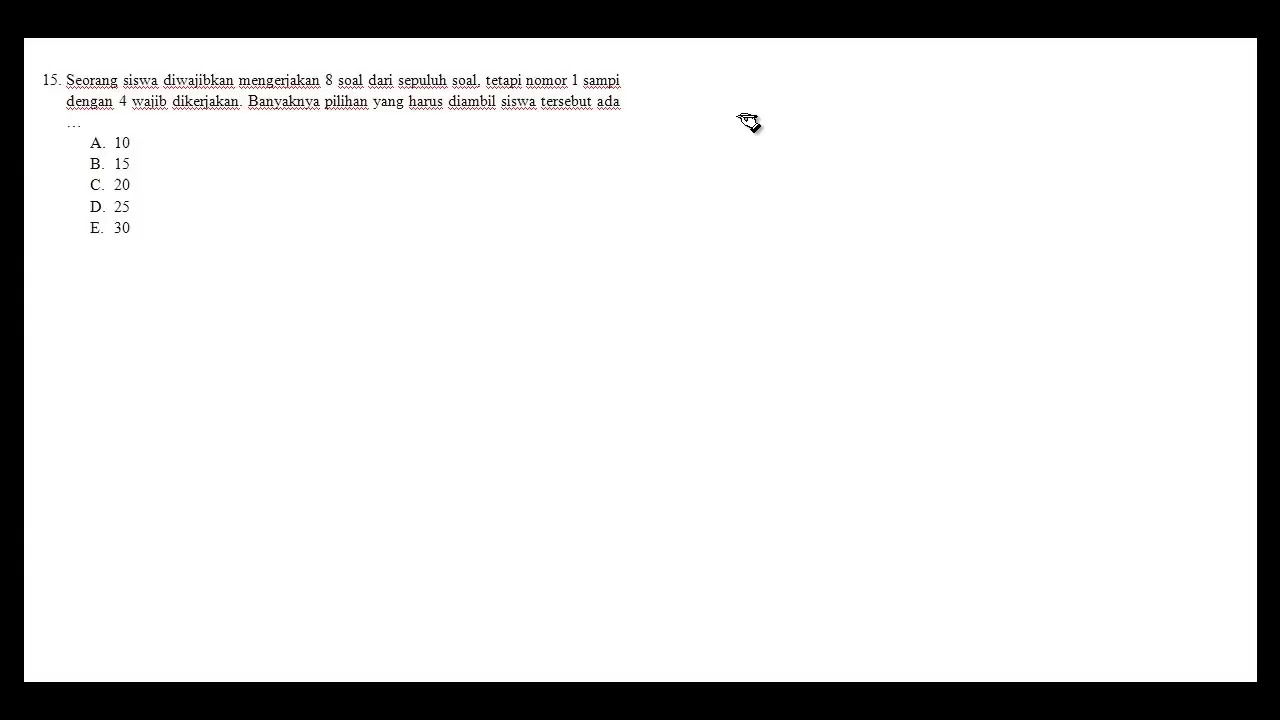 15. Seorang siswa diwajibkan mengerjakan 8 soal dari sepuluh soal, tetapi nomor 1 sampi
dengan 4 wajib dikerjakan. Banyaknya pilihan yang harus diambil siswa tersebut ada
…
A. 10
B. 15
C. 20
D. 25
E. 30